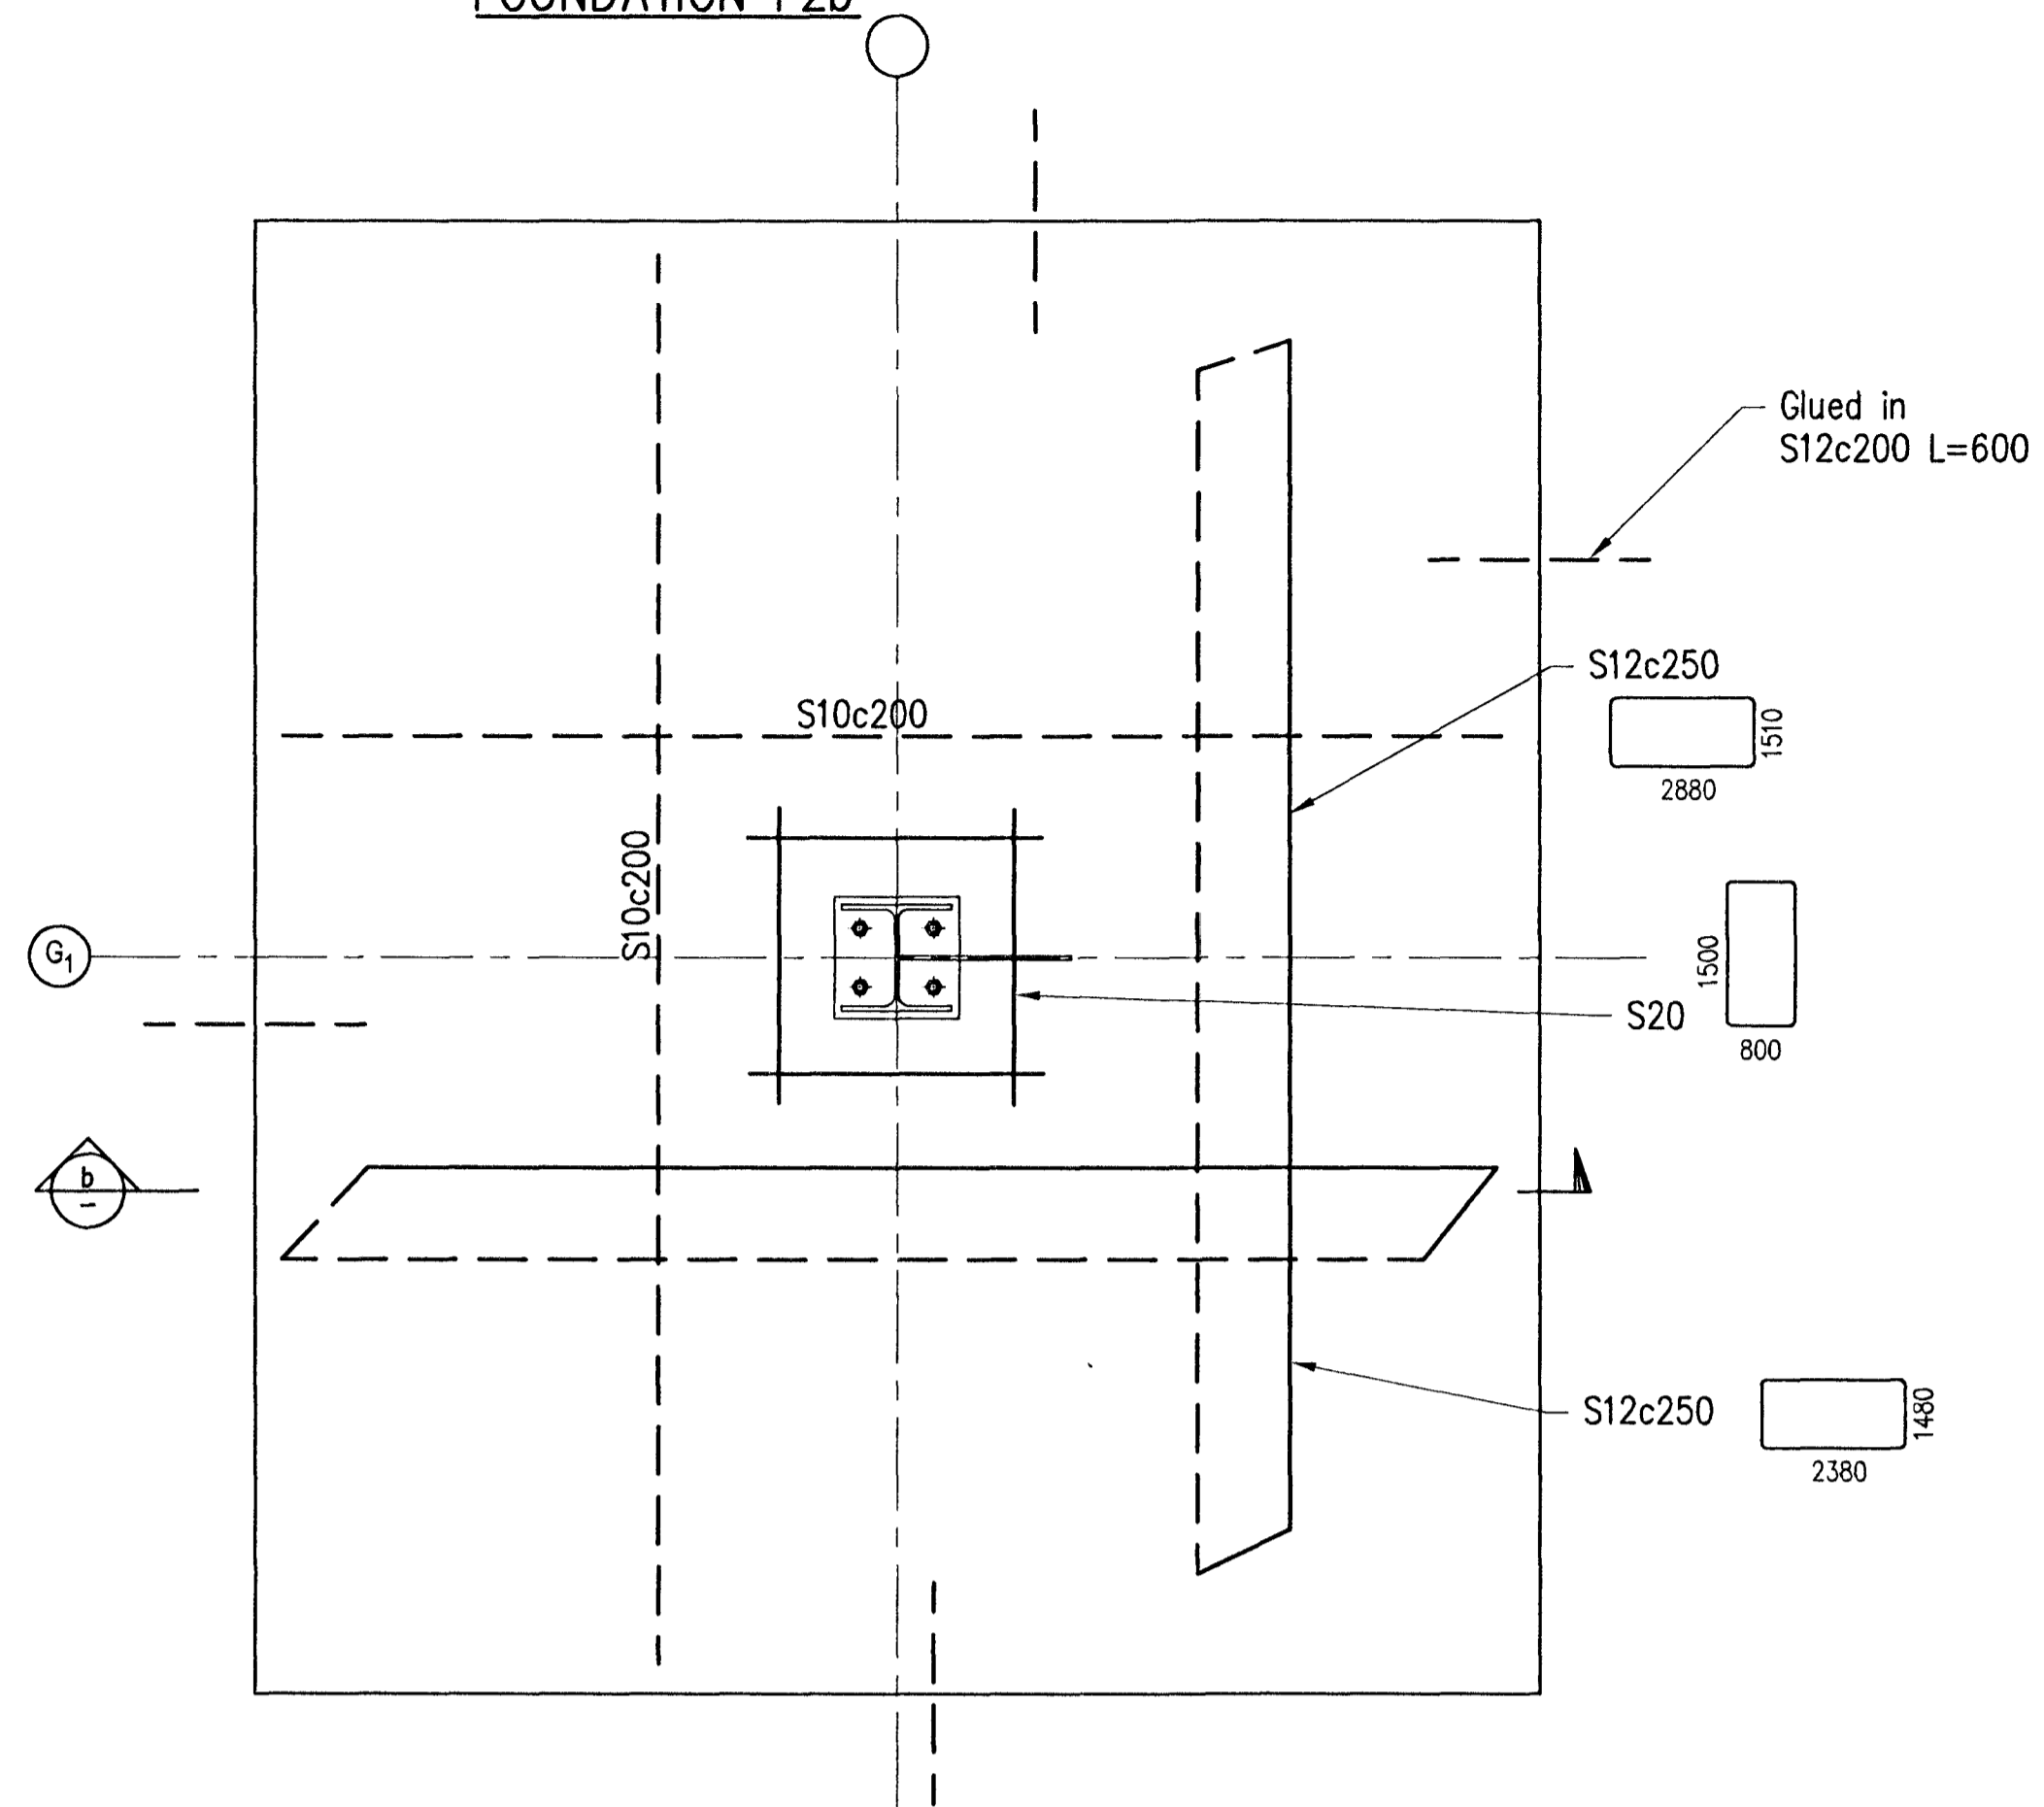 FOUNDATION F2b
Glued in
S12c200 L=600
S12c250
1510
2880
S10c200
S10c200
G1
1500
S20
800
b
–
S12c250
1480
2380